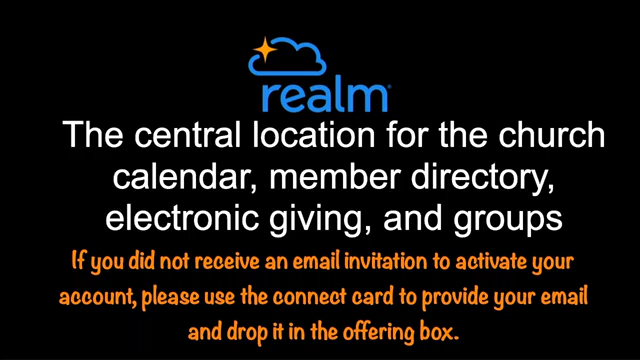 realm
The central location for the church
calendar, member directory,
electronic giving, and groups
If you did not receive an email invitation to activate your
account, please use the connect card to provide your email
and drop it in the offering box.